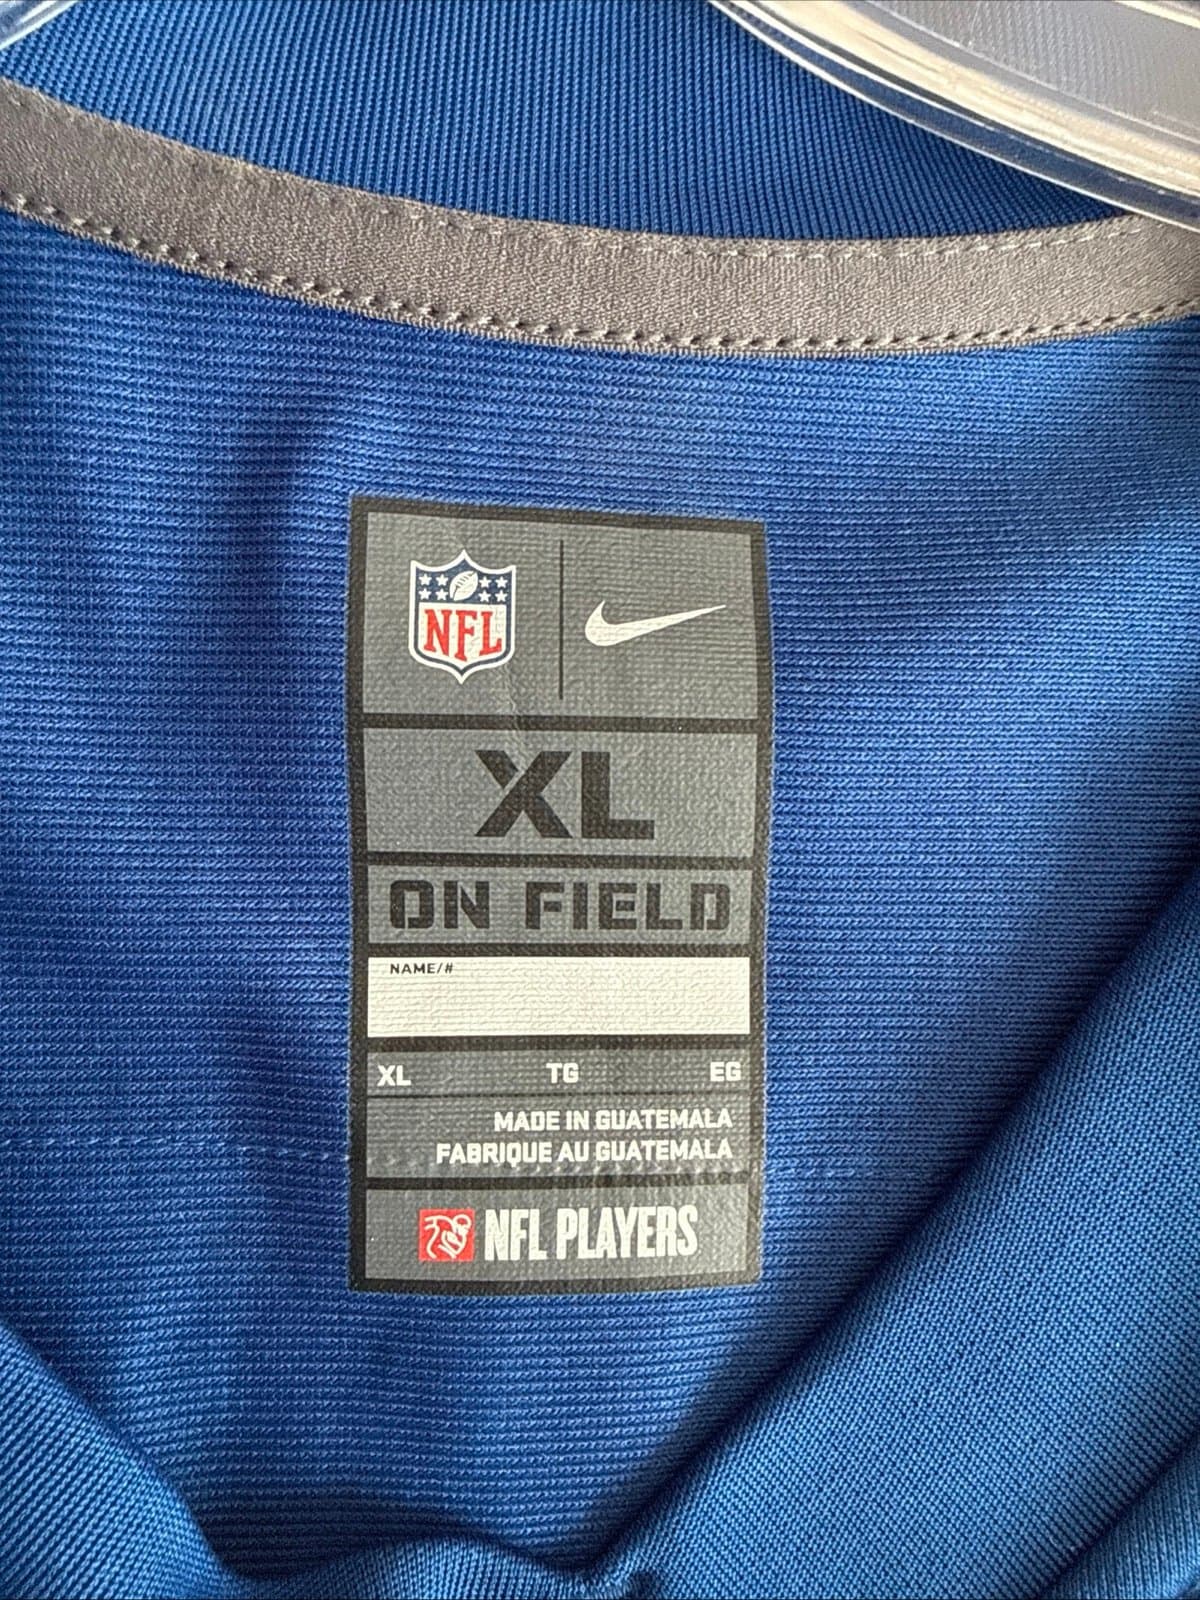 NFL
XL
ON FIELD
NAME/#
XL TG EG
MADE IN GUATEMALA
FABRIQUE AU GUATEMALA
NFL PLAYERS